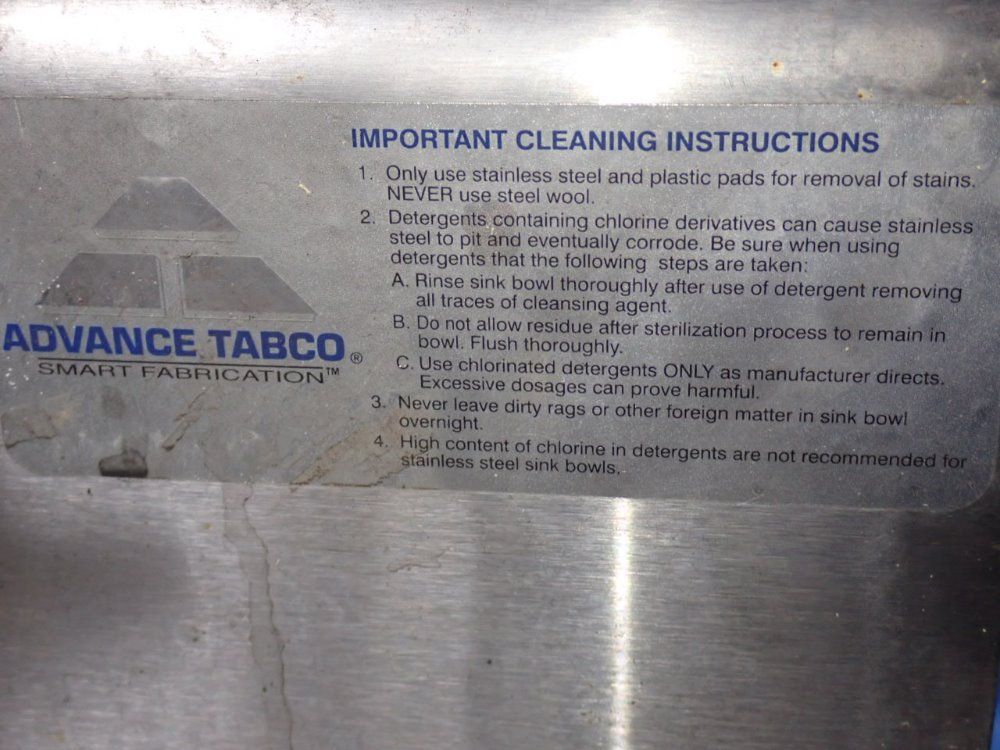 IMPORTANT CLEANING INSTRUCTIONS
1. Only use stainless steel and plastic pads for removal of stains.
NEVER use steel wool.
2. Detergents containing chlorine derivatives can cause stainless
steel to pit and eventually corrode. Be sure when using
detergents that the following steps are taken:
A. Rinse sink bowl thoroughly after use of detergent removing
all traces of cleansing agent.
B. Do not allow residue after sterilization process to remain in
bowl. Flush thoroughly.
C. Use chlorinated detergents ONLY as manufacturer directs.
Excessive dosages can prove harmful.
3. Never leave dirty rags or other foreign matter in sink bowl
overnight.
4. High content of chlorine in detergents are not recommended for
stainless steel sink bowls.
ADVANCE TABCO®
SMART FABRICATION™